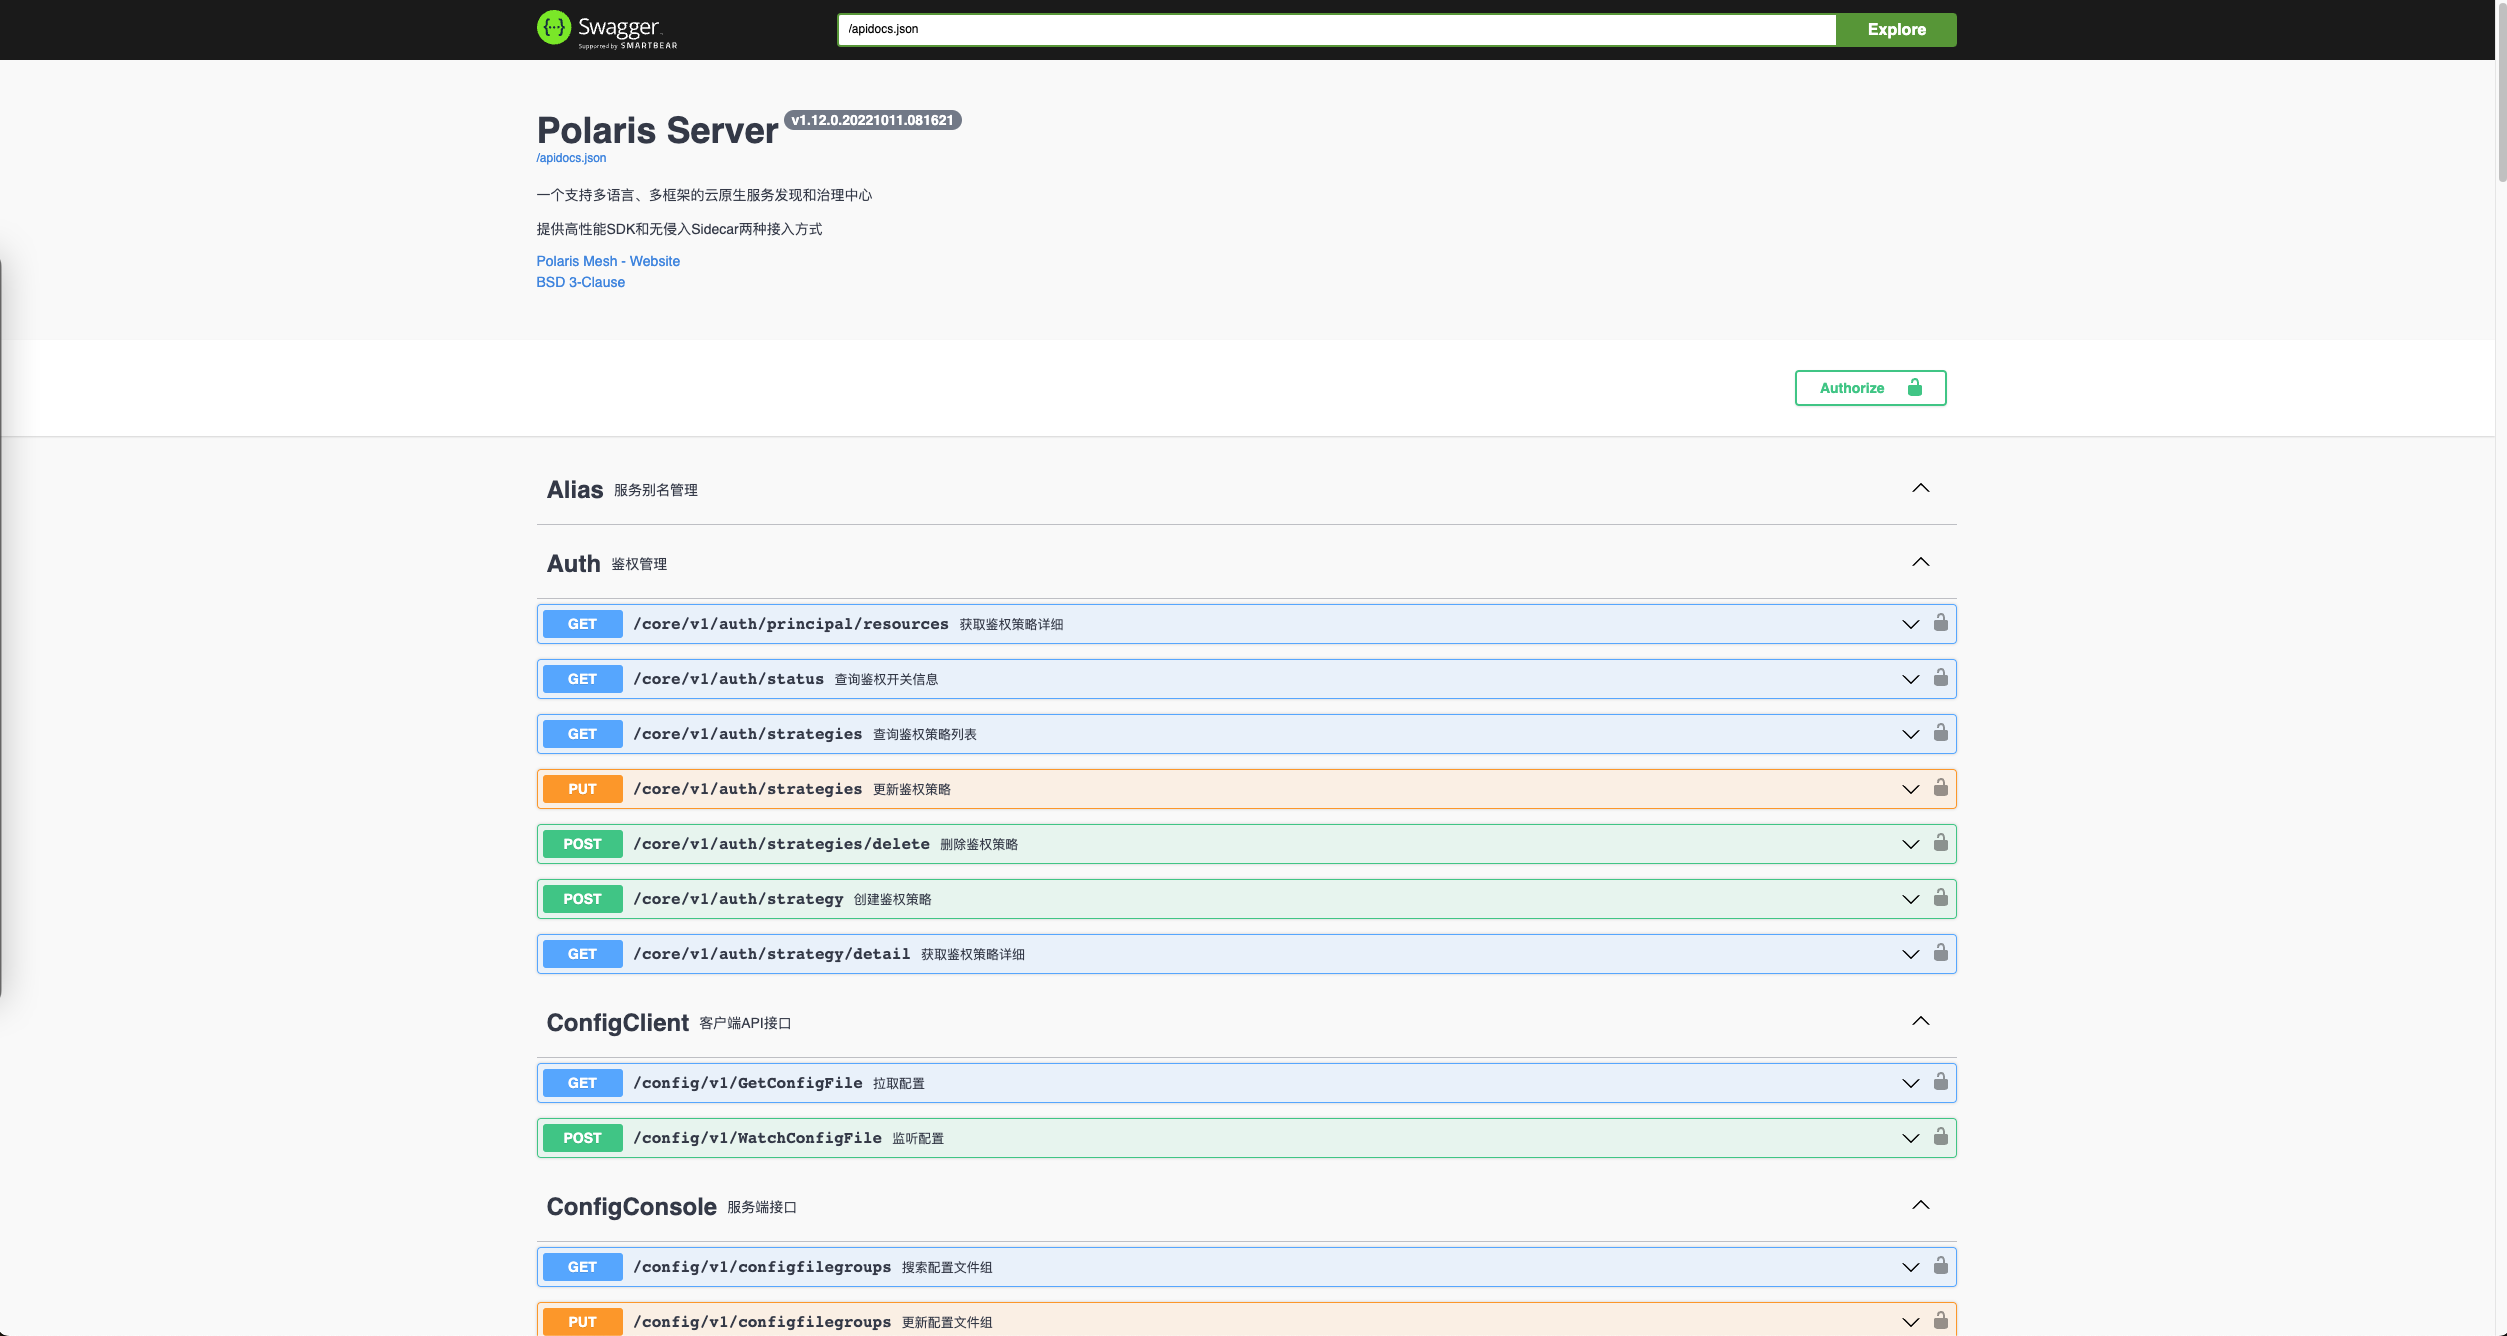 Swagger
Supported by SMARTBEAR
/apidocs.json
Explore
Polaris Server v1.12.0.20221011.081621
/apidocs.json
一个支持多语言、多框架的云原生服务发现和治理中心
提供高性能SDK和无侵入Sidecar两种接入方式
Polaris Mesh - Website
BSD 3-Clause
Authorize
Alias 服务别名管理
Auth 鉴权管理
GET /core/v1/auth/principal/resources 获取鉴权策略详细
GET /core/v1/auth/status 查询鉴权开关信息
GET /core/v1/auth/strategies 查询鉴权策略列表
PUT /core/v1/auth/strategies 更新鉴权策略
POST /core/v1/auth/strategies/delete 删除鉴权策略
POST /core/v1/auth/strategy 创建鉴权策略
GET /core/v1/auth/strategy/detail 获取鉴权策略详细
ConfigClient 客户端API接口
GET /config/v1/GetConfigFile 拉取配置
POST /config/v1/WatchConfigFile 监听配置
ConfigConsole 服务端接口
GET /config/v1/configfilegroups 搜索配置文件组
PUT /config/v1/configfilegroups 更新配置文件组